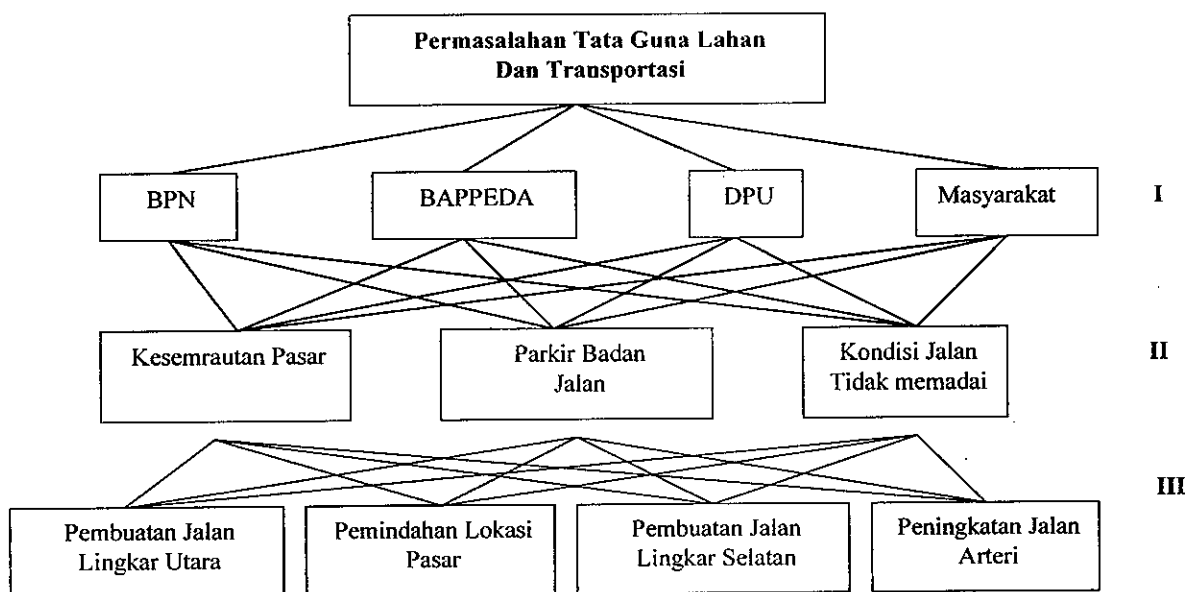 Permasalahan Tata Guna Lahan
Dan Transportasi
BPN
BAPPEDA
DPU
Masyarakat
I
Kesemrautan Pasar
Parkir Badan
Jalan
Kondisi Jalan
Tidak memadai
II
III
Pembuatan Jalan
Lingkar Utara
Pemindahan Lokasi
Pasar
Pembuatan Jalan
Lingkar Selatan
Peningkatan Jalan
Arteri